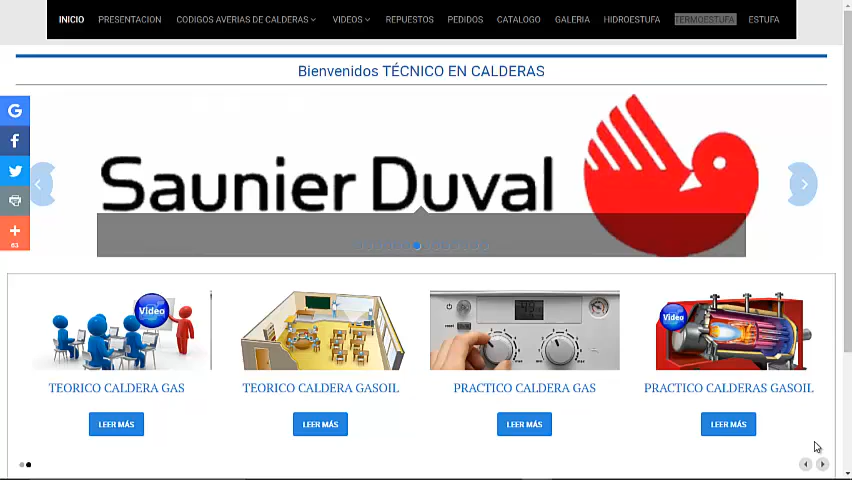 INICIO PRESENTACION CODIGOS AVERIAS DE CALDERAS VIDEOS REPUESTOS PEDIDOS CATALOGO GALERIA HIDROESTUFA TERMOESTUFA ESTUFA
Bienvenidos TÉCNICO EN CALDERAS
Saunier Duval
63
Video
Video
TEORICO CALDERA GAS TEORICO CALDERA GASOIL PRACTICO CALDERA GAS PRACTICO CALDERAS GASOIL
LEER MÁS LEER MÁS LEER MÁS LEER MÁS